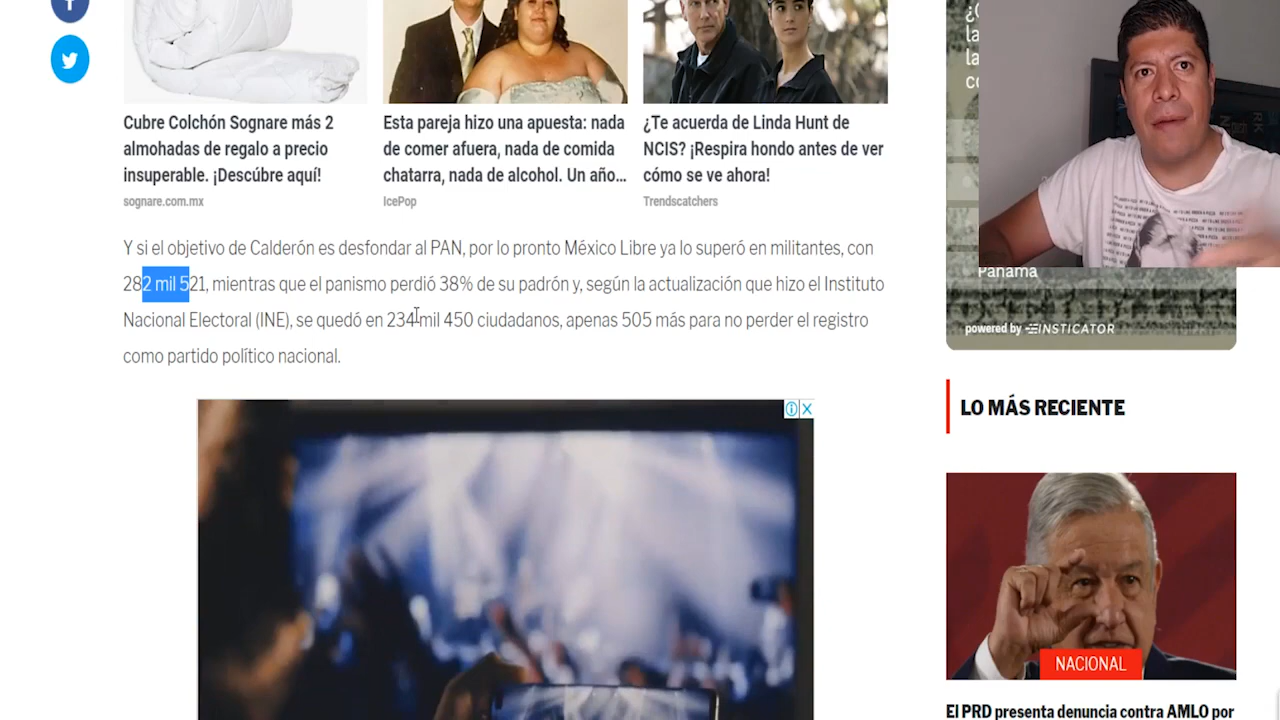 Cubre Colchón Sognare más 2
almohadas de regalo a precio
insuperable. ¡Descúbre aquí!
sognare.com.mx
Esta pareja hizo una apuesta: nada
de comer afuera, nada de comida
chatarra, nada de alcohol. Un año...
IcePop
¿Te acuerda de Linda Hunt de
NCIS? ¡Respira hondo antes de ver
cómo se ve ahora!
Trendscatchers
Y si el objetivo de Calderón es desfondar al PAN, por lo pronto México Libre ya lo superó en militantes, con
282 mil 521, mientras que el panismo perdió 38% de su padrón y, según la actualización que hizo el Instituto
Nacional Electoral (INE), se quedó en 234 mil 450 ciudadanos, apenas 505 más para no perder el registro
como partido político nacional.
Panamá
powered by INSTICATOR
LO MÁS RECIENTE
NACIONAL
El PRD presenta denuncia contra AMLO por